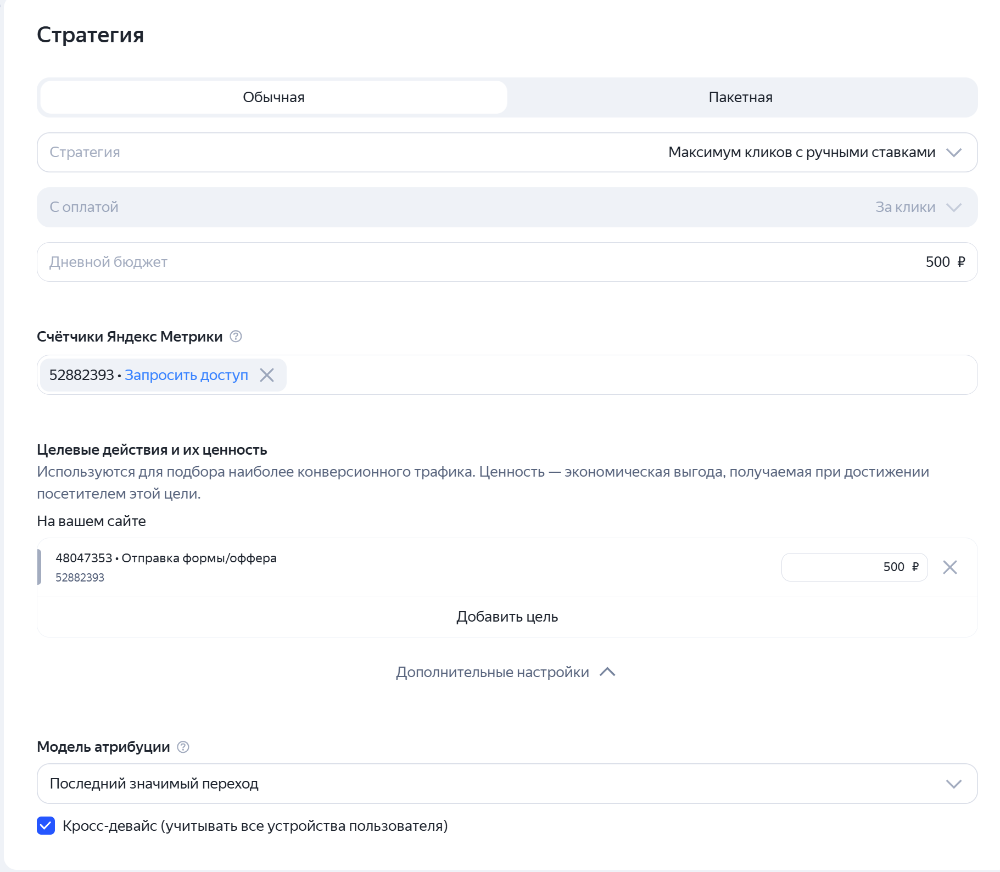 Стратегия
Обычная
Пакетная
Стратегия
Максимум кликов с ручными ставками
С оплатой
За клики
Дневной бюджет
500 ₽
Счётчики Яндекс Метрики
52882393 • Запросить доступ
Целевые действия и их ценность
Используются для подбора наиболее конверсионного трафика. Ценность — экономическая выгода, получаемая при достижении
посетителем этой цели.
На вашем сайте
48047353 • Отправка формы/оффера
52882393
500 ₽
Добавить цель
Дополнительные настройки
Модель атрибуции
Последний значимый переход
Кросс-девайс (учитывать все устройства пользователя)